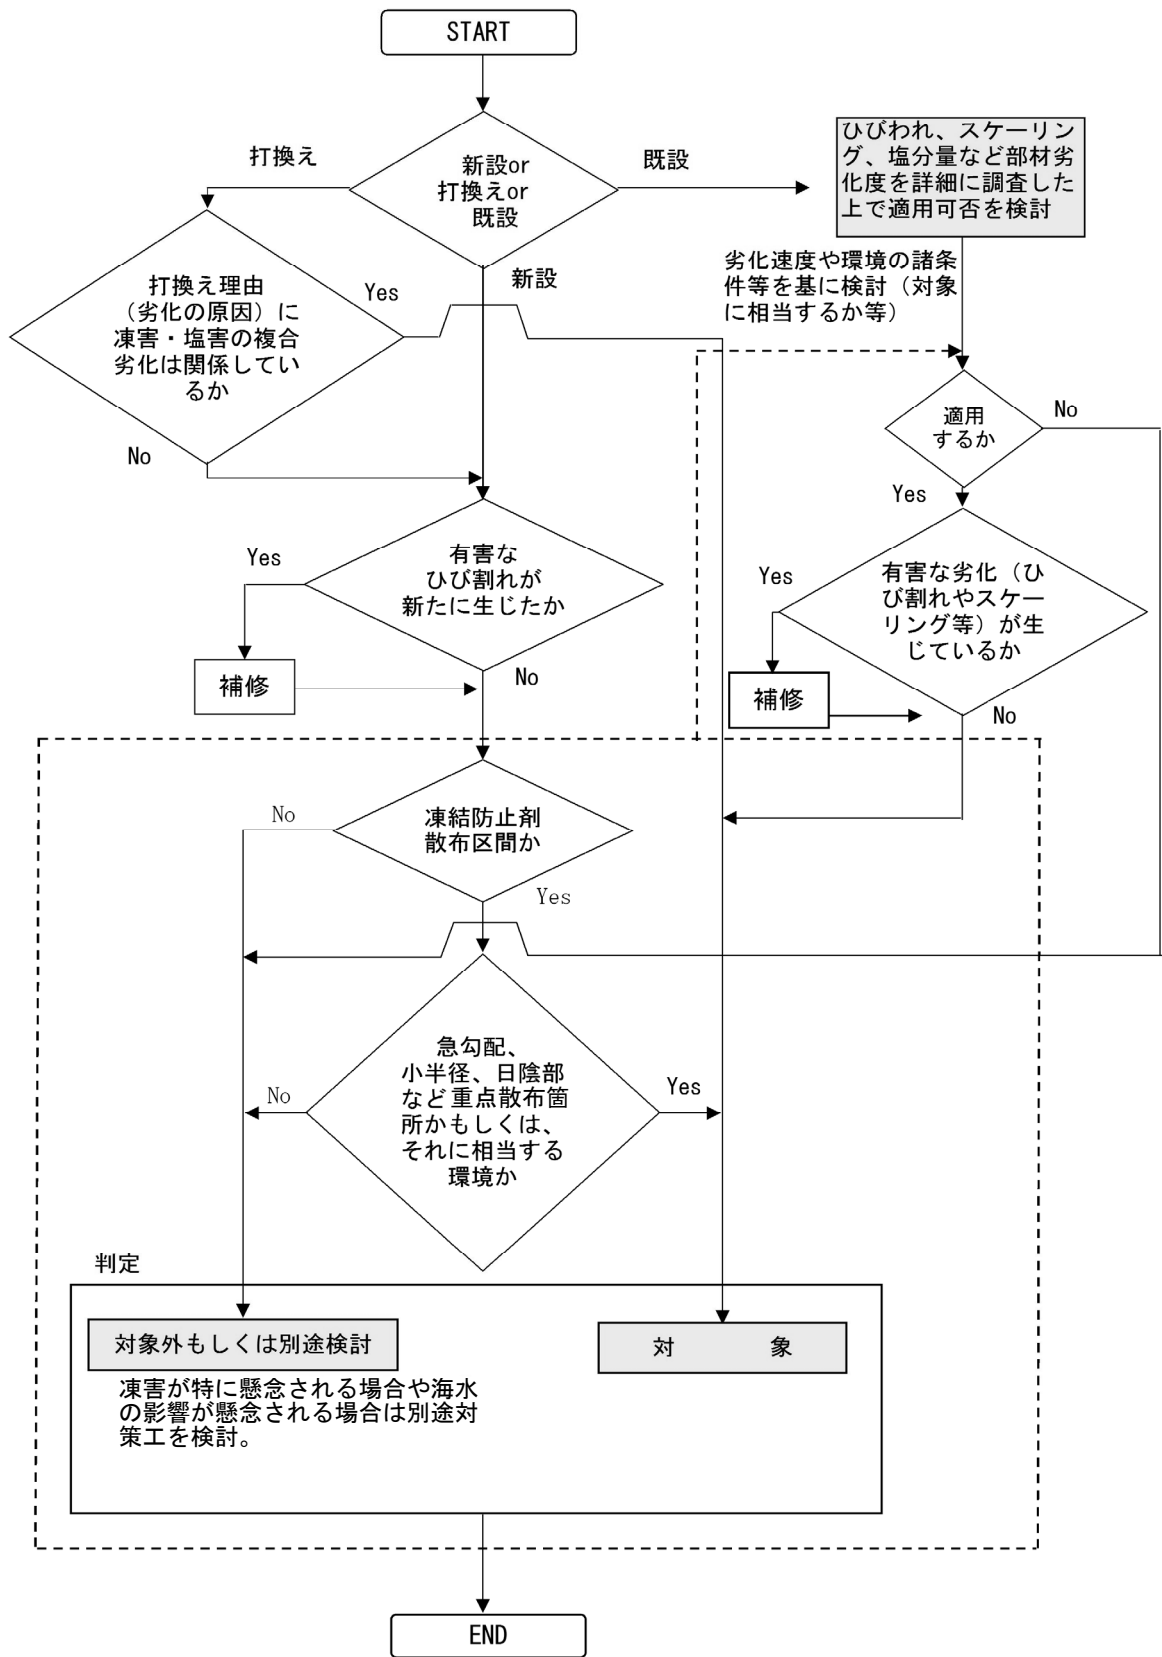 START
新設or
打換えor
既設
打換え
既設
新設
ひびわれ、スケーリン
グ、塩分量など部材劣
化度を詳細に調査した
上で適用可否を検討
劣化速度や環境の諸条
件等を基に検討（対象
に相当するか等）
打換え理由
（劣化の原因）に
凍害・塩害の複合
劣化は関係してい
るか
Yes
No
適用
するか
No
Yes
有害な
ひび割れが
新たに生じたか
Yes
補修
No
有害な劣化（ひ
び割れやスケー
リング等）が生
じているか
Yes
補修
No
凍結防止剤
散布区間か
No
Yes
急勾配、
小半径、日陰部
など重点散布箇
所かもしくは、
それに相当する
環境か
No
Yes
判定
対象外もしくは別途検討
対　　　　象
凍害が特に懸念される場合や海水
の影響が懸念される場合は別途対
策工を検討。
END